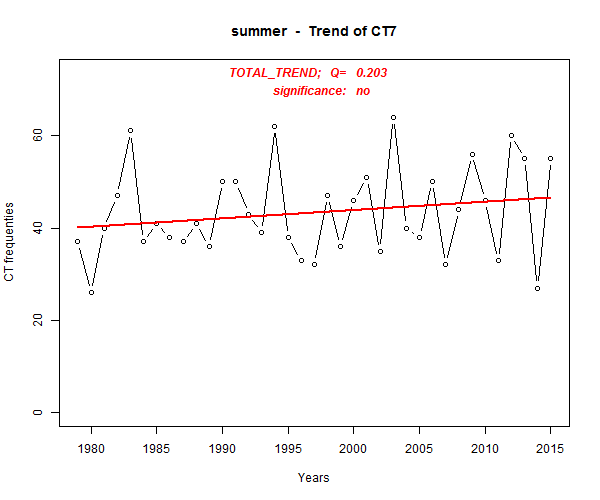 summer - Trend of CT7
TOTAL_TREND; Q= 0.203
significance: no
CT frequenties
60
40
20
0
1980 1985 1990 1995 2000 2005 2010 2015
Years